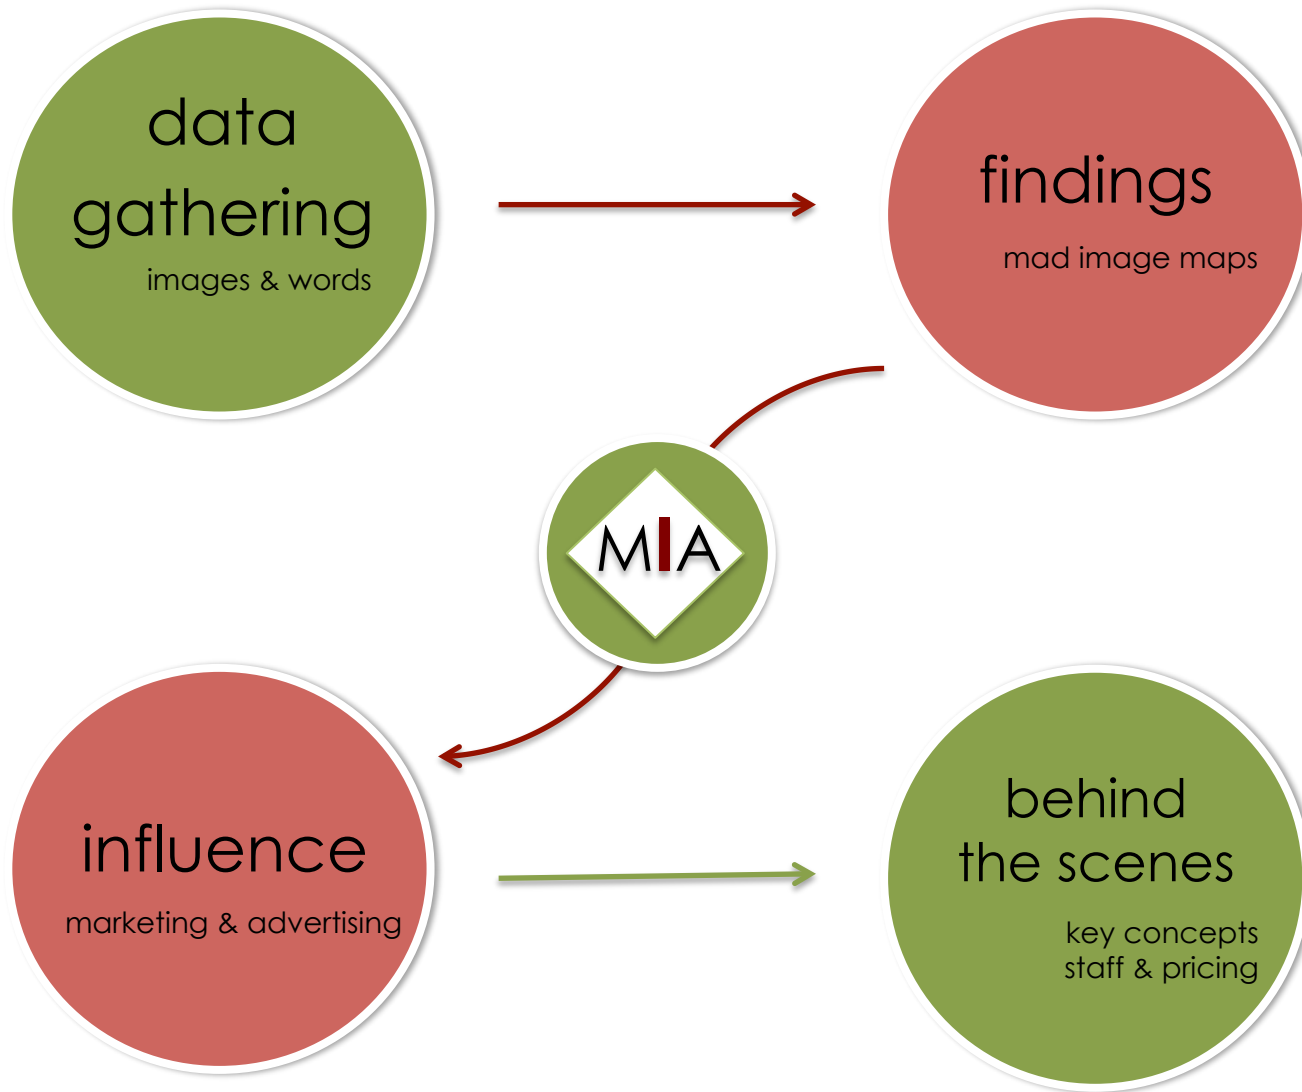 data
gathering
images & words
findings
mad image maps
MIA
influence
marketing & advertising
behind
the scenes
key concepts
staff & pricing